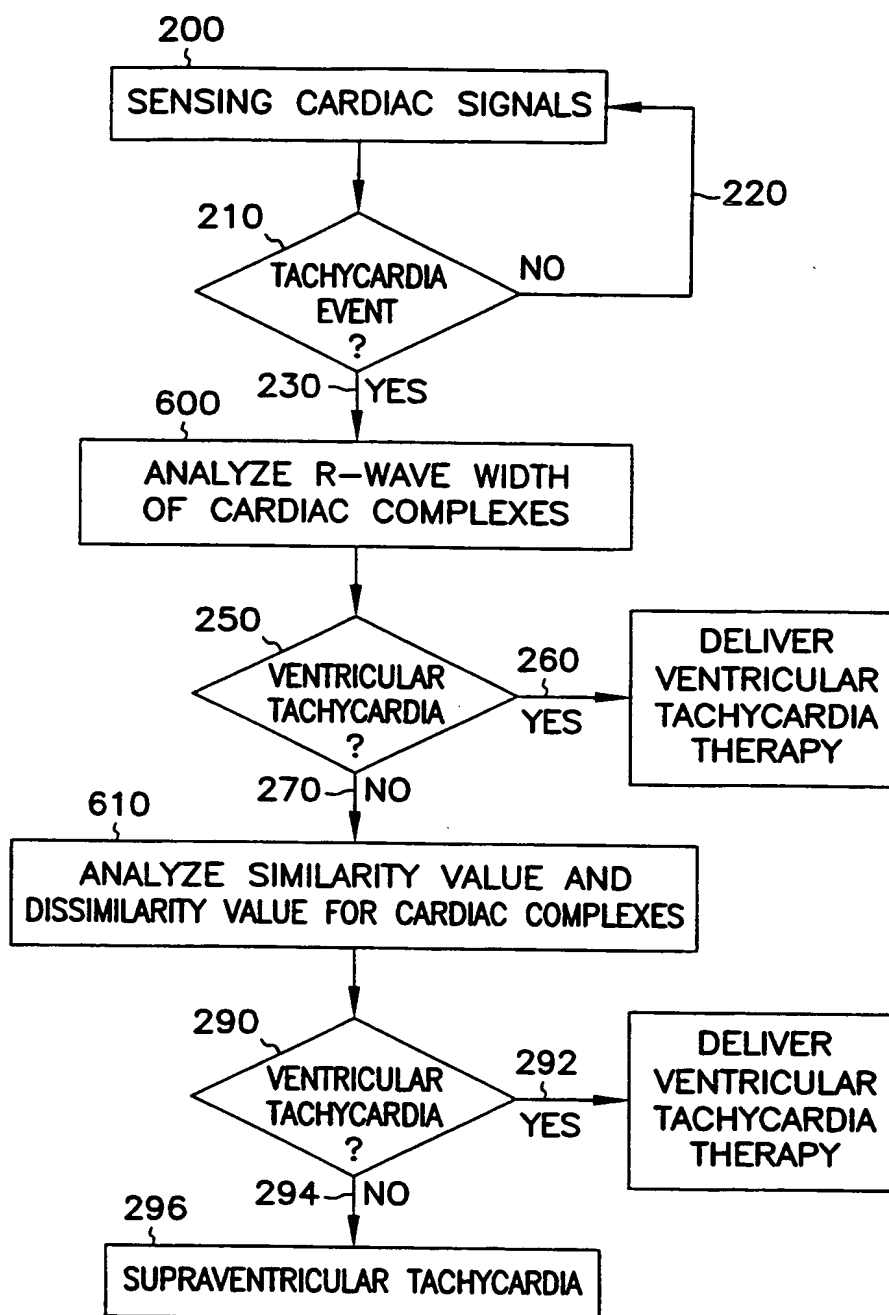 200
SENSING CARDIAC SIGNALS
220
210
TACHYCARDIA
EVENT
?
NO
230
YES
600
ANALYZE R-WAVE WIDTH
OF CARDIAC COMPLEXES
250
VENTRICULAR
TACHYCARDIA
?
260
YES
DELIVER
VENTRICULAR
TACHYCARDIA
THERAPY
270
NO
610
ANALYZE SIMILARITY VALUE AND
DISSIMILARITY VALUE FOR CARDIAC COMPLEXES
290
VENTRICULAR
TACHYCARDIA
?
292
YES
DELIVER
VENTRICULAR
TACHYCARDIA
THERAPY
294
NO
296
SUPRAVENTRICULAR TACHYCARDIA